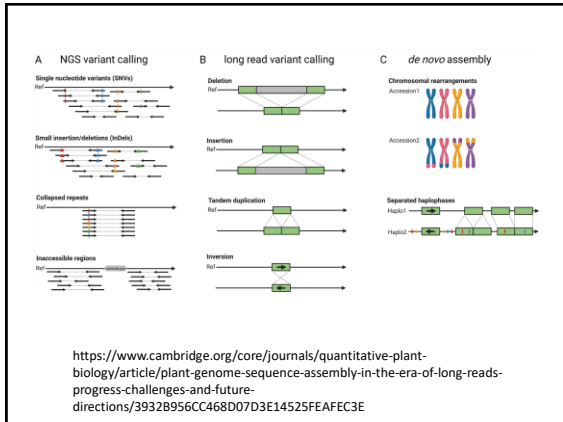 A NGS variant calling
Single nucleotide variants (SNVs)
Ref
Small insertion/deletions (InDels)
Ref
Collapsed repeats
Ref
Inaccessible regions
Ref
B long read variant calling
Deletion
Ref
Insertion
Ref
Tandem duplication
Ref
Inversion
Ref
C de novo assembly
Chromosomal rearrangements
Accession1
Accession2
Separated haplophases
Haplo1
Haplo2
https://www.cambridge.org/core/journals/quantitative-plant-
biology/article/plant-genome-sequence-assembly-in-the-era-of-long-reads-
progress-challenges-and-future-
directions/3932B956CC468D07D3E14525FEAFEC3E